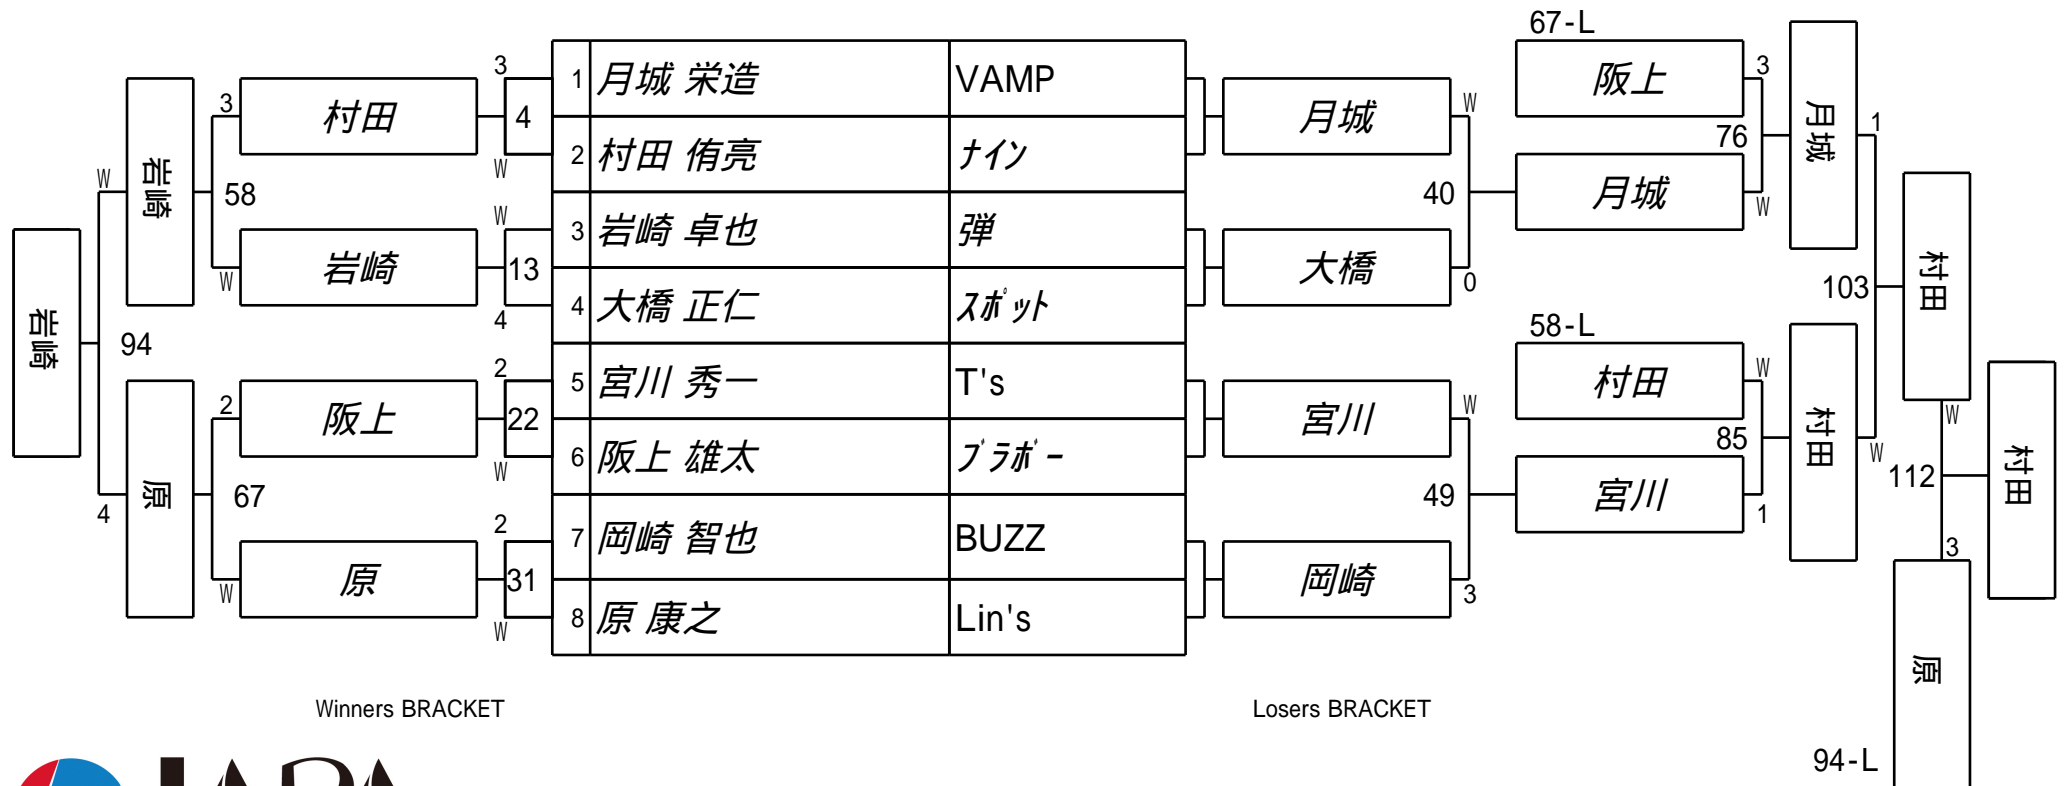 67-L
3
1 月城 栄造 VAMP
阪上
3
3
村田
4
月城
W
月城
1
76
2 村田 侑亮 ナイン
W
岩崎
W
58
40
月城
W
村田
W
3 岩崎 卓也 弾
W
岩崎
13
大橋
0
103
4
4 大橋 正仁 スポット
岩崎
94
58-L
2
5 宮川 秀一 T's
村田
W
W
2
阪上
22
宮川
W
村田
85
W
村田
6 阪上 雄太 ブラボー
W
112
4
原
67
49
宮川
1
W
2
7 岡崎 智也 BUZZ
3
原
31
岡崎
3
W
8 原 康之 Lin's
W
原
Winners BRACKET
Losers BRACKET
94-L